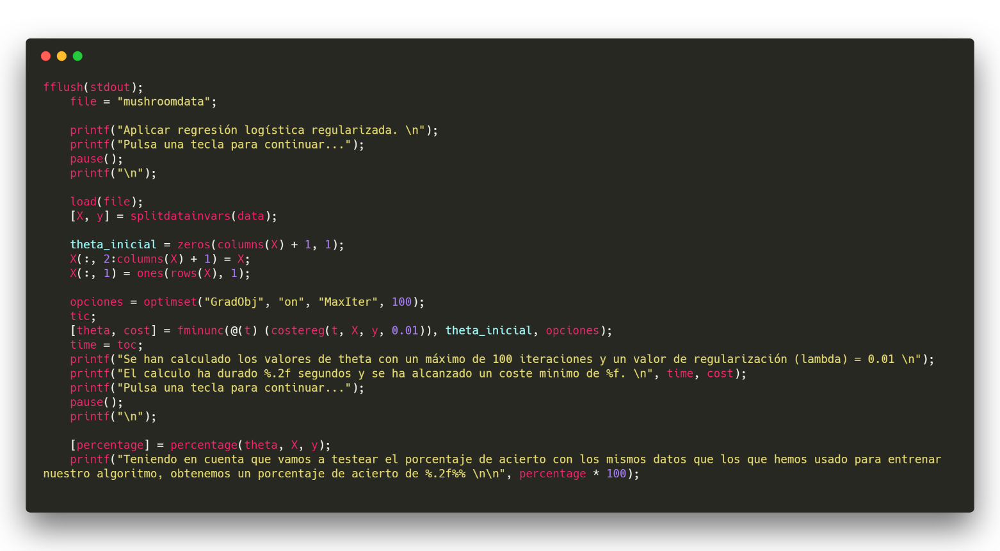 fflush(stdout);
    file = "mushroomdata";

    printf("Aplicar regresión logística regularizada. \n");
    printf("Pulsa una tecla para continuar...");
    pause();
    printf("\n");

    load(file);
    [X, y] = splitdatainvars(data);

    theta_inicial = zeros(columns(X) + 1, 1);
    X(:, 2:columns(X) + 1) = X;
    X(:, 1) = ones(rows(X), 1);

    opciones = optimset("GradObj", "on", "MaxIter", 100);
    tic;
    [theta, cost] = fminunc(@(t) (costereg(t, X, y, 0.01)), theta_inicial, opciones);
    time = toc;
    printf("Se han calculado los valores de theta con un máximo de 100 iteraciones y un valor de regularización (lambda) = 0.01 \n");
    printf("El calculo ha durado %.2f segundos y se ha alcanzado un coste minimo de %f. \n", time, cost);
    printf("Pulsa una tecla para continuar...");
    pause();
    printf("\n");

    [percentage] = percentage(theta, X, y);
    printf("Teniendo en cuenta que vamos a testear el porcentaje de acierto con los mismos datos que los que hemos usado para entrenar
nuestro algoritmo, obtenemos un porcentaje de acierto de %.2f%% \n\n", percentage * 100);